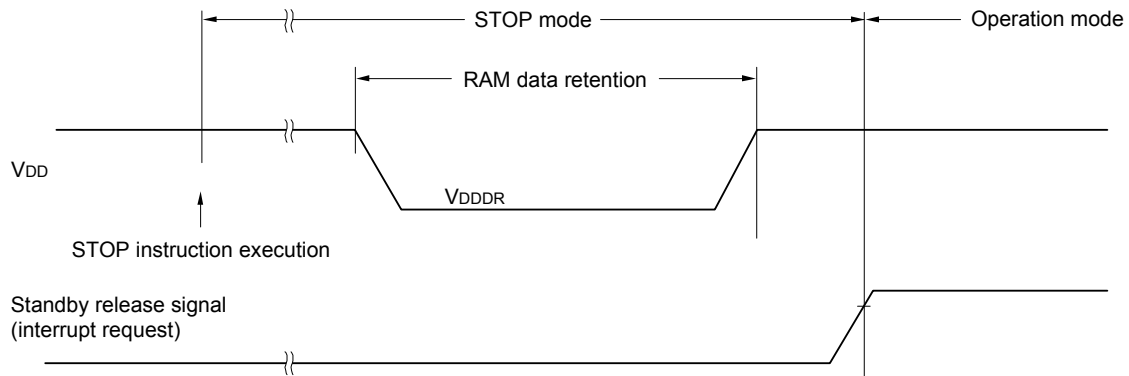 STOP mode
Operation mode
RAM data retention
VDD
VDDDR
STOP instruction execution
Standby release signal
(interrupt request)